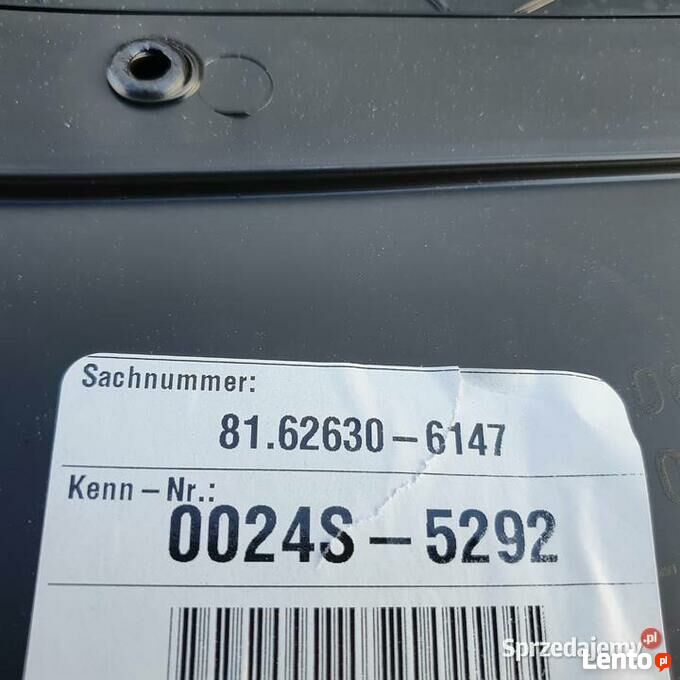 Sachnummer:
81.62630-6147
Kenn-Nr.:
0024S-5292
Sprzedajemy.pl
Lento.pl